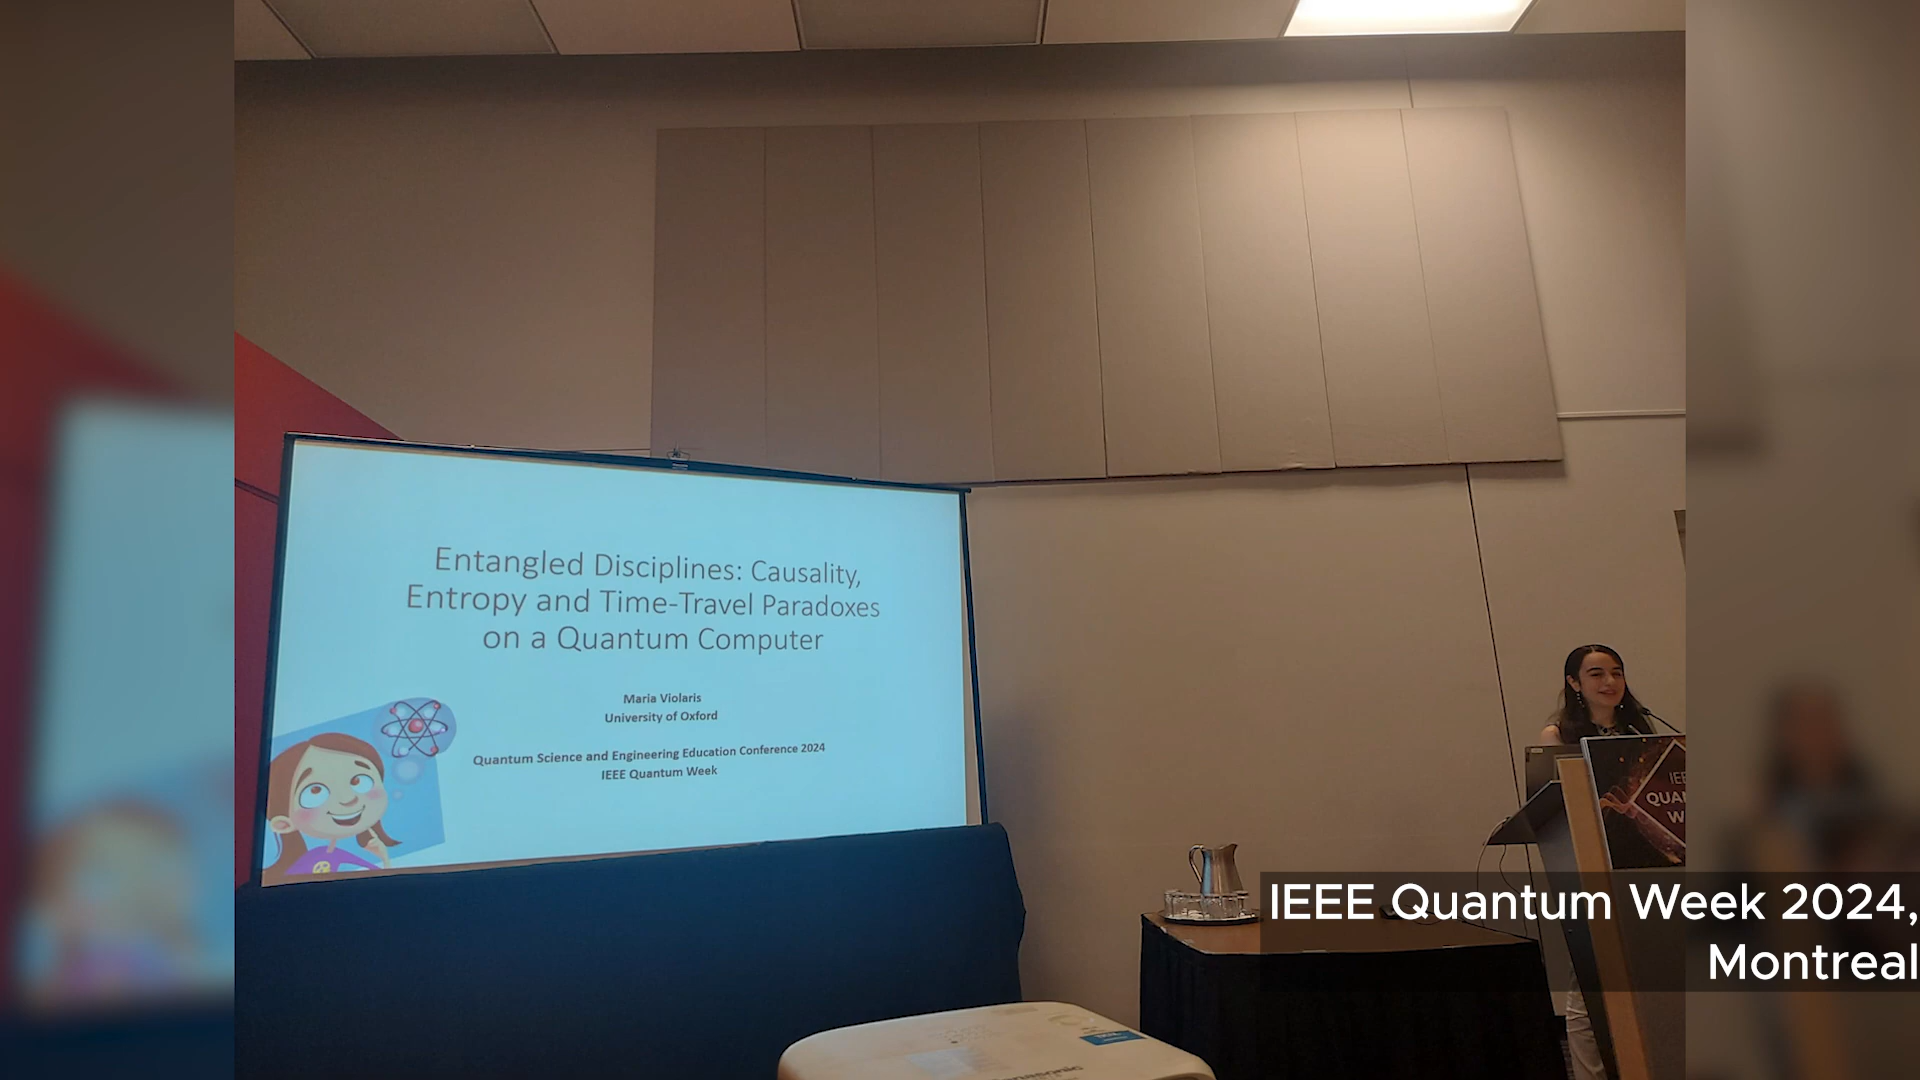 Entangled Disciplines: Causality,
Entropy and Time-Travel Paradoxes
on a Quantum Computer
Maria Violaris
University of Oxford
Quantum Science and Engineering Education Conference 2024
IEEE Quantum Week
IEEE Quantum Week 2024,
Montreal